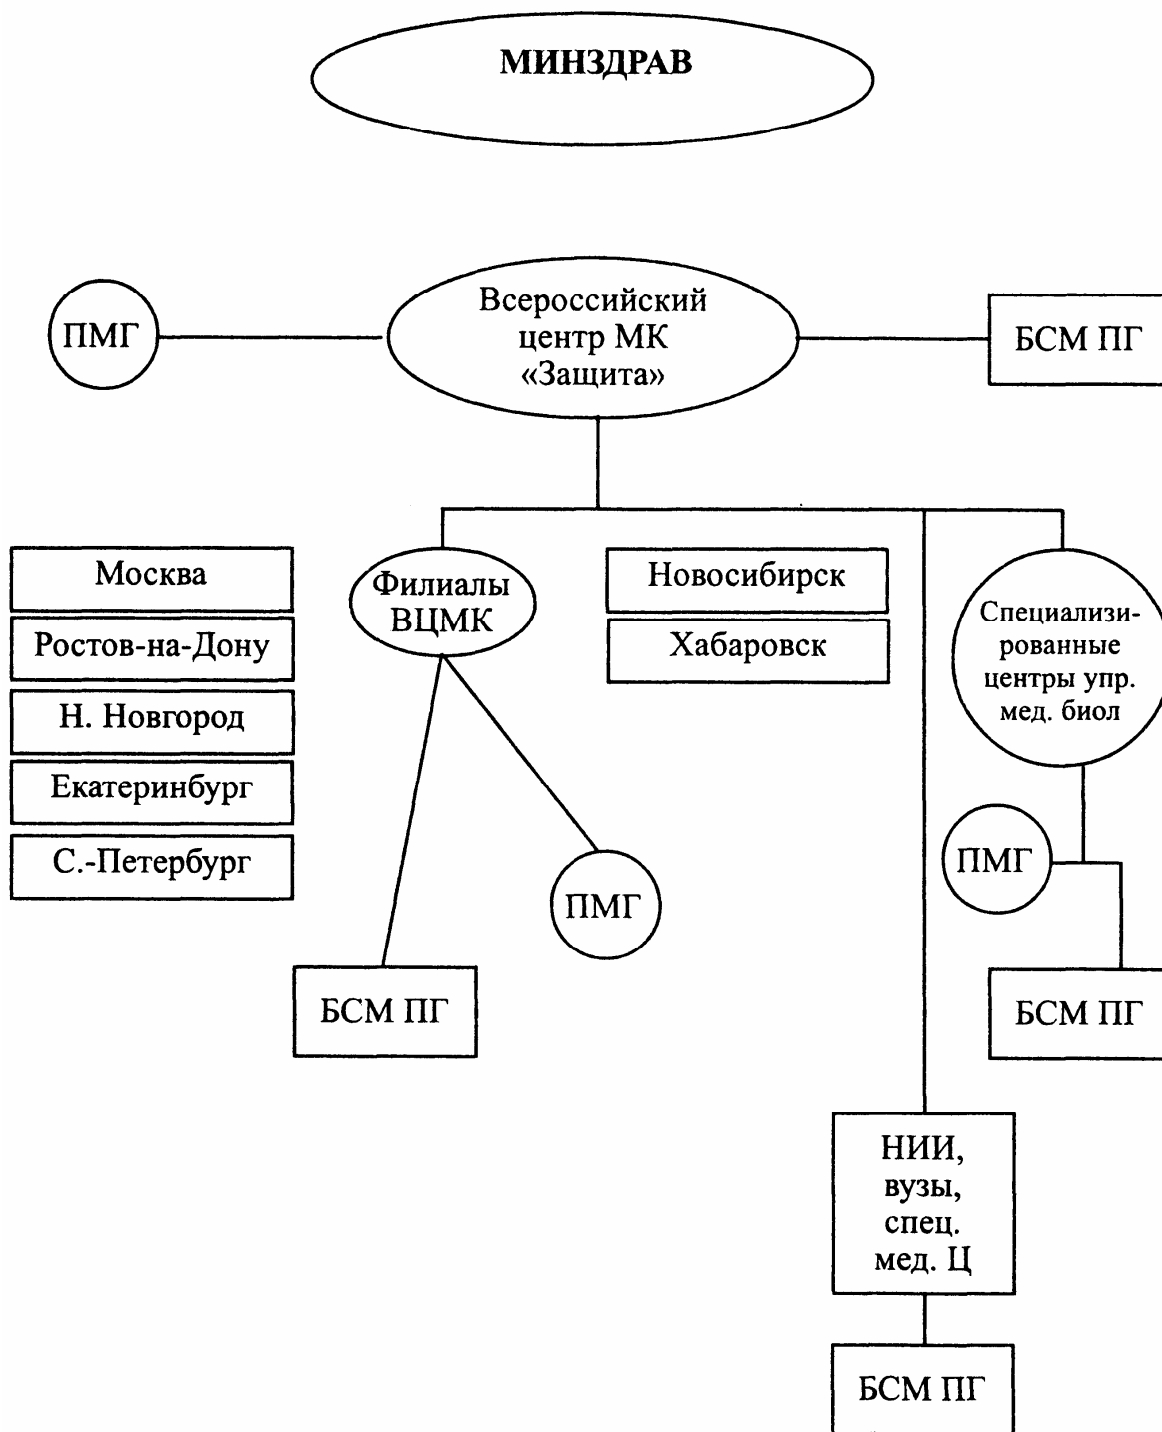 МИНЗДРАВ
ПМГ
Всероссийский
центр МК
«Защита»
БСМ ПГ
Москва
Ростов-на-Дону
Н. Новгород
Екатеринбург
С.-Петербург
Филиалы
ВЦМК
Новосибирск
Хабаровск
Специализи-
рованные
центры упр.
мед. биол
ПМГ
ПМГ
БСМ ПГ
БСМ ПГ
НИИ,
вузы,
спец.
мед. Ц
БСМ ПГ